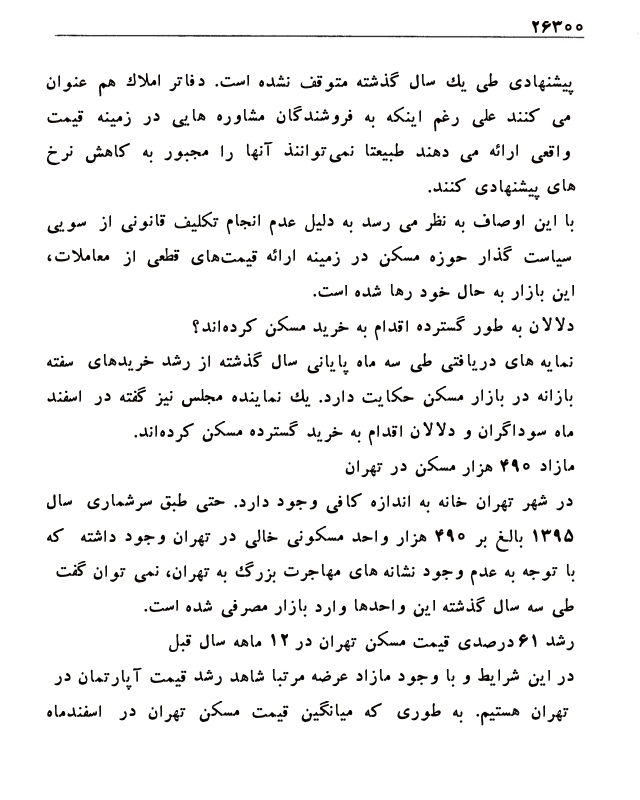 ۲۶۳۰۰
پیشنهادی طی یك سال گذشته متوقف نشده است. دفاتر املاك هم عنوان
می کنند علی رغم اینکه به فروشندگان مشاوره هایی در زمینه قیمت
واقعی ارائه می دهند طبیعتا نمی‌تواننذ آنها را مجبور به کاهش نرخ
های پیشنهادی کنند.
با این اوصاف به نظر می رسد به دلیل عدم انجام تکلیف قانونی از سویی
سیاست گذار حوزه مسکن در زمینه ارائه قیمت‌های قطعی از معاملات،
این بازار به حال خود رها شده است.
دلالان به طور گسترده اقدام به خرید مسکن کرده‌اند؟
نمایه های دریافتی طی سه ماه پایانی سال گذشته از رشد خریدهای سفته
بازانه در بازار مسکن حکایت دارد. یك نماینده مجلس نیز گفته در اسفند
ماه سوداگران و دلالان اقدام به خرید گسترده مسکن کرده‌اند.
مازاد ۴۹۰ هزار مسکن در تهران
در شهر تهران خانه به اندازه کافی وجود دارد. حتی طبق سرشماری سال
۱۳۹۵ بالغ بر ۴۹۰ هزار واحد مسکونی خالی در تهران وجود داشته که
با توجه به عدم وجود نشانه های مهاجرت بزرگ به تهران، نمی توان گفت
طی سه سال گذشته این واحدها وارد بازار مصرفی شده است.
رشد ۶۱ درصدی قیمت مسکن تهران در ۱۲ ماهه سال قبل
در این شرایط و با وجود مازاد عرضه مرتبا شاهد رشد قیمت آپارتمان در
تهران هستیم. به طوری که میانگین قیمت مسکن تهران در اسفندماه